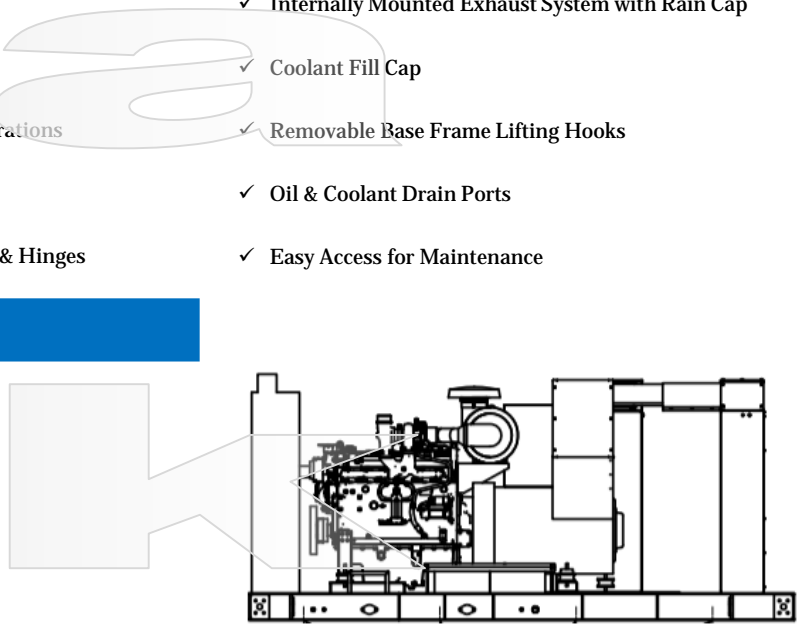 ✓ Internally Mounted Exhaust System with Rain Cap
✓ Coolant Fill Cap
✓ Removable Base Frame Lifting Hooks
✓ Oil & Coolant Drain Ports
& Hinges
✓ Easy Access for Maintenance